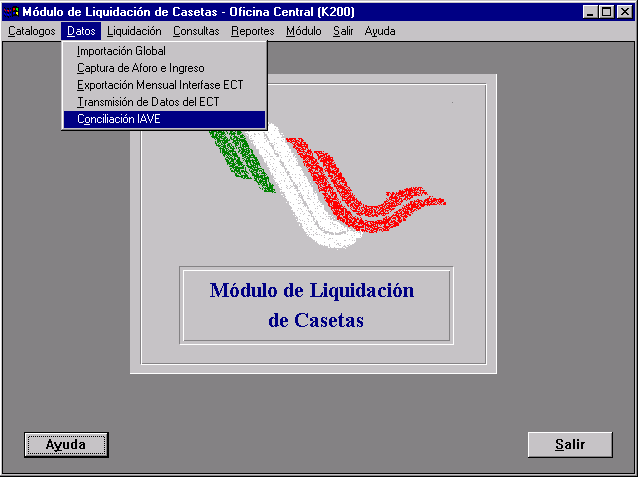 Módulo de Liquidación de Casetas - Oficina Central (K200)
Catalogos Datos Liquidación Consultas Reportes Módulo Salir Ayuda
Importación Global
Captura de Aforo e Ingreso
Exportación Mensual Interfase ECT
Transmisión de Datos del ECT
Conciliación IAVE
Módulo de Liquidación
de Casetas
Ayuda Salir